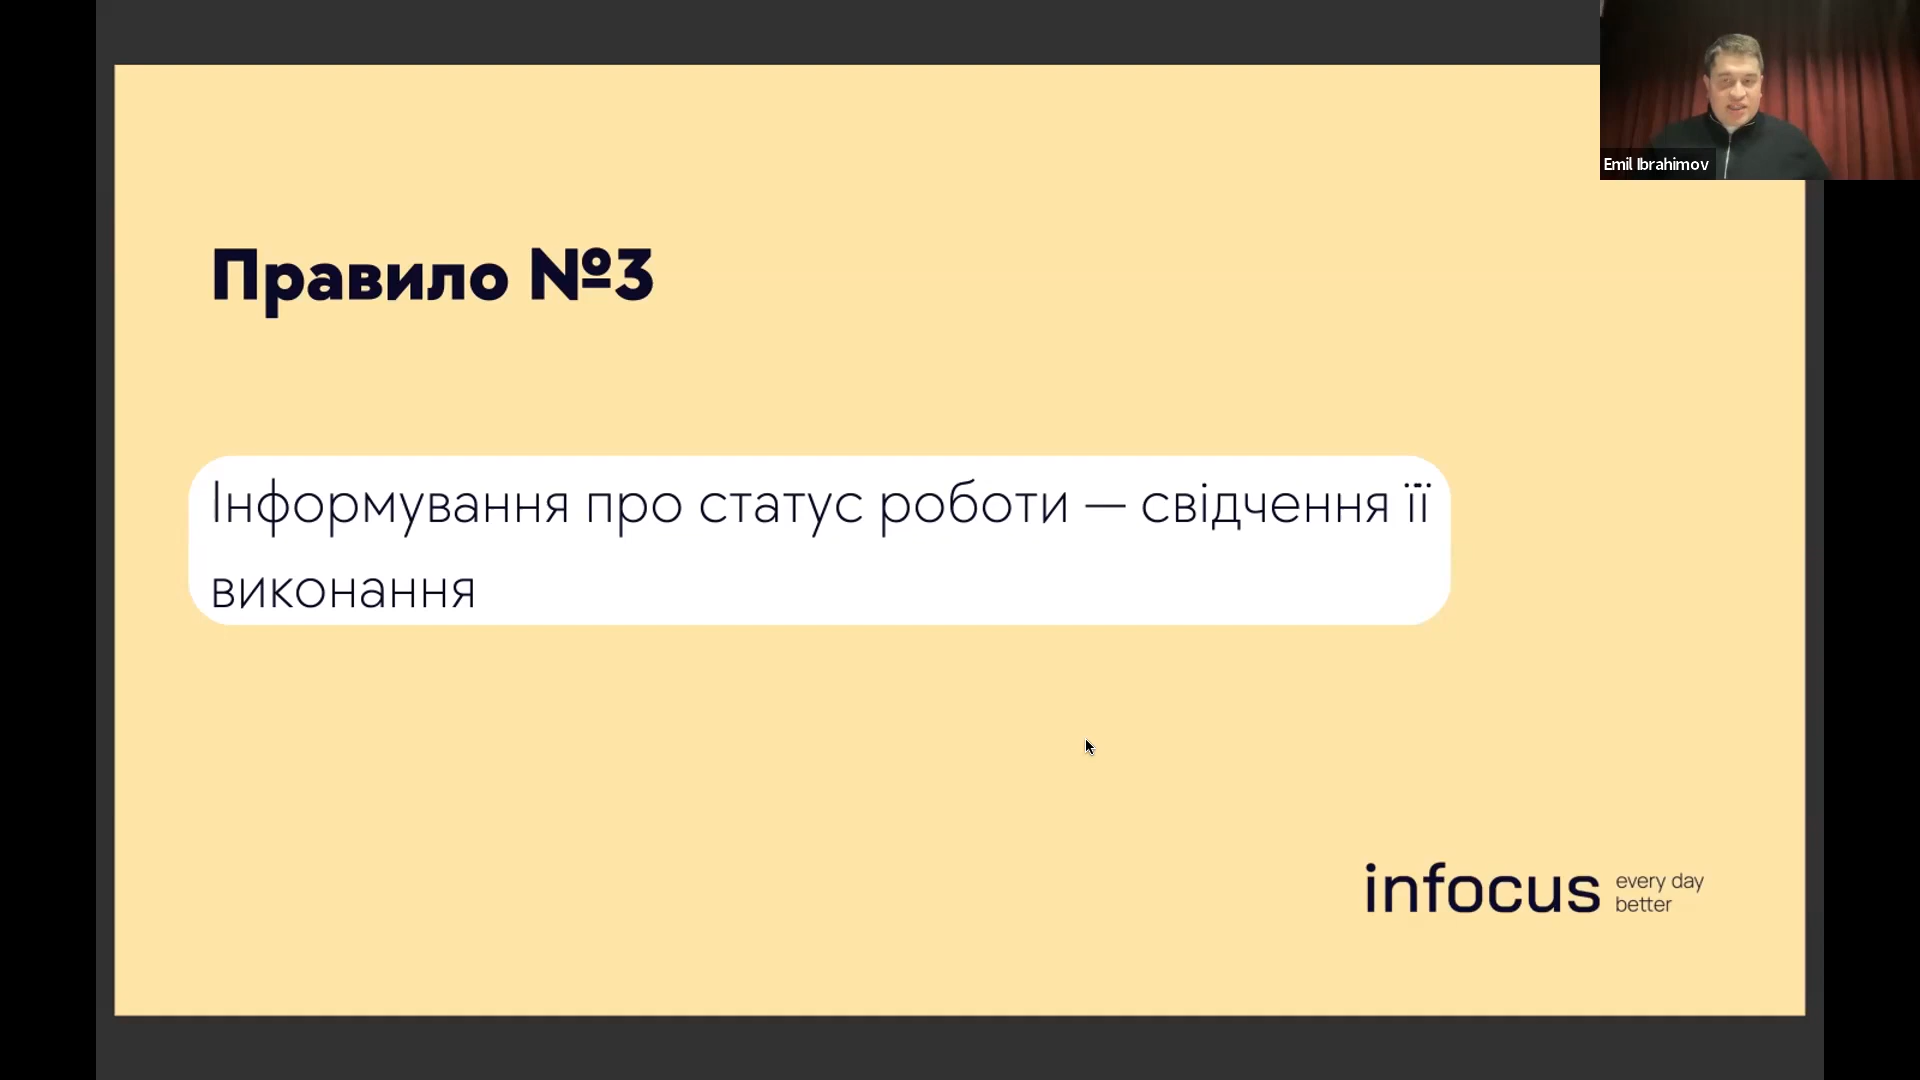 Emil Ibrahimov
Правило №3
Інформування про статус роботи — свідчення її
виконання
infocus
every day
better